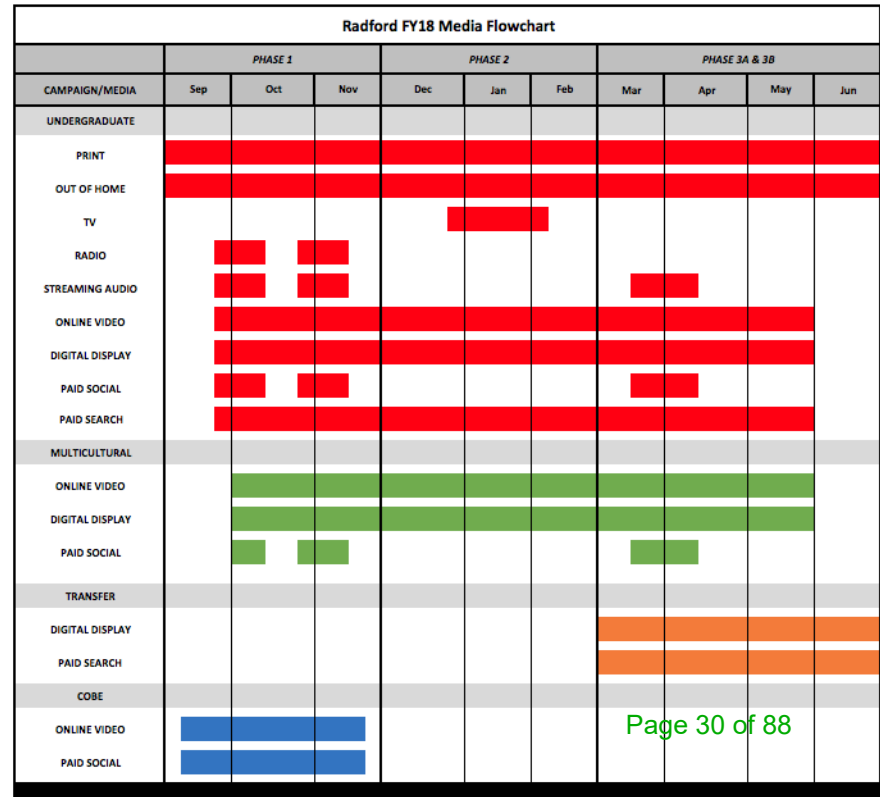 Radford FY18 Media Flowchart
PHASE 1 PHASE 2 PHASE 3A & 3B
CAMPAIGN/MEDIA Sep Oct Nov Dec Jan Feb Mar Apr May Jun
UNDERGRADUATE
PRINT
OUT OF HOME
TV
RADIO
STREAMING AUDIO
ONLINE VIDEO
DIGITAL DISPLAY
PAID SOCIAL
PAID SEARCH
MULTICULTURAL
ONLINE VIDEO
DIGITAL DISPLAY
PAID SOCIAL
TRANSFER
DIGITAL DISPLAY
PAID SEARCH
COBE
ONLINE VIDEO Page 30 of 88
PAID SOCIAL